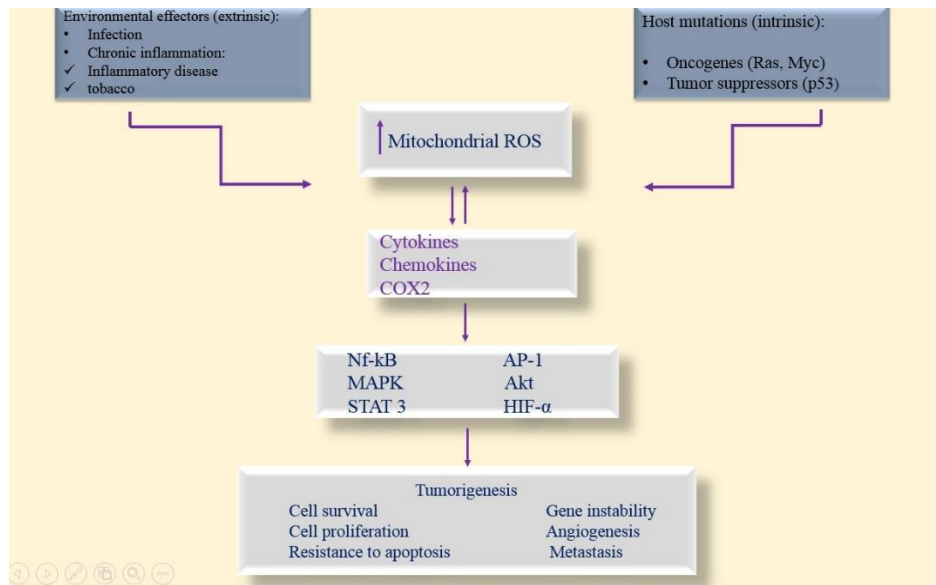 Environmental effectors (extrinsic):
• Infection
• Chronic inflammation:
✓ Inflammatory disease
✓ tobacco
Host mutations (intrinsic):
• Oncogenes (Ras, Myc)
• Tumor suppressors (p53)
Mitochondrial ROS
Cytokines
Chemokines
COX2
Nf-kB AP-1
MAPK Akt
STAT 3 HIF-α
Tumorigenesis
Cell survival Gene instability
Cell proliferation Angiogenesis
Resistance to apoptosis Metastasis